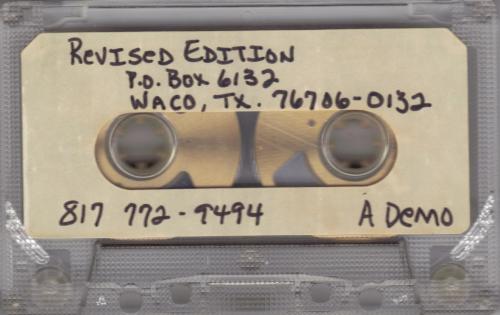 REVISED EDITION
P.O. BOX 6132
WACO, TX. 76706-0132
817 772-9494 A DEMO
A